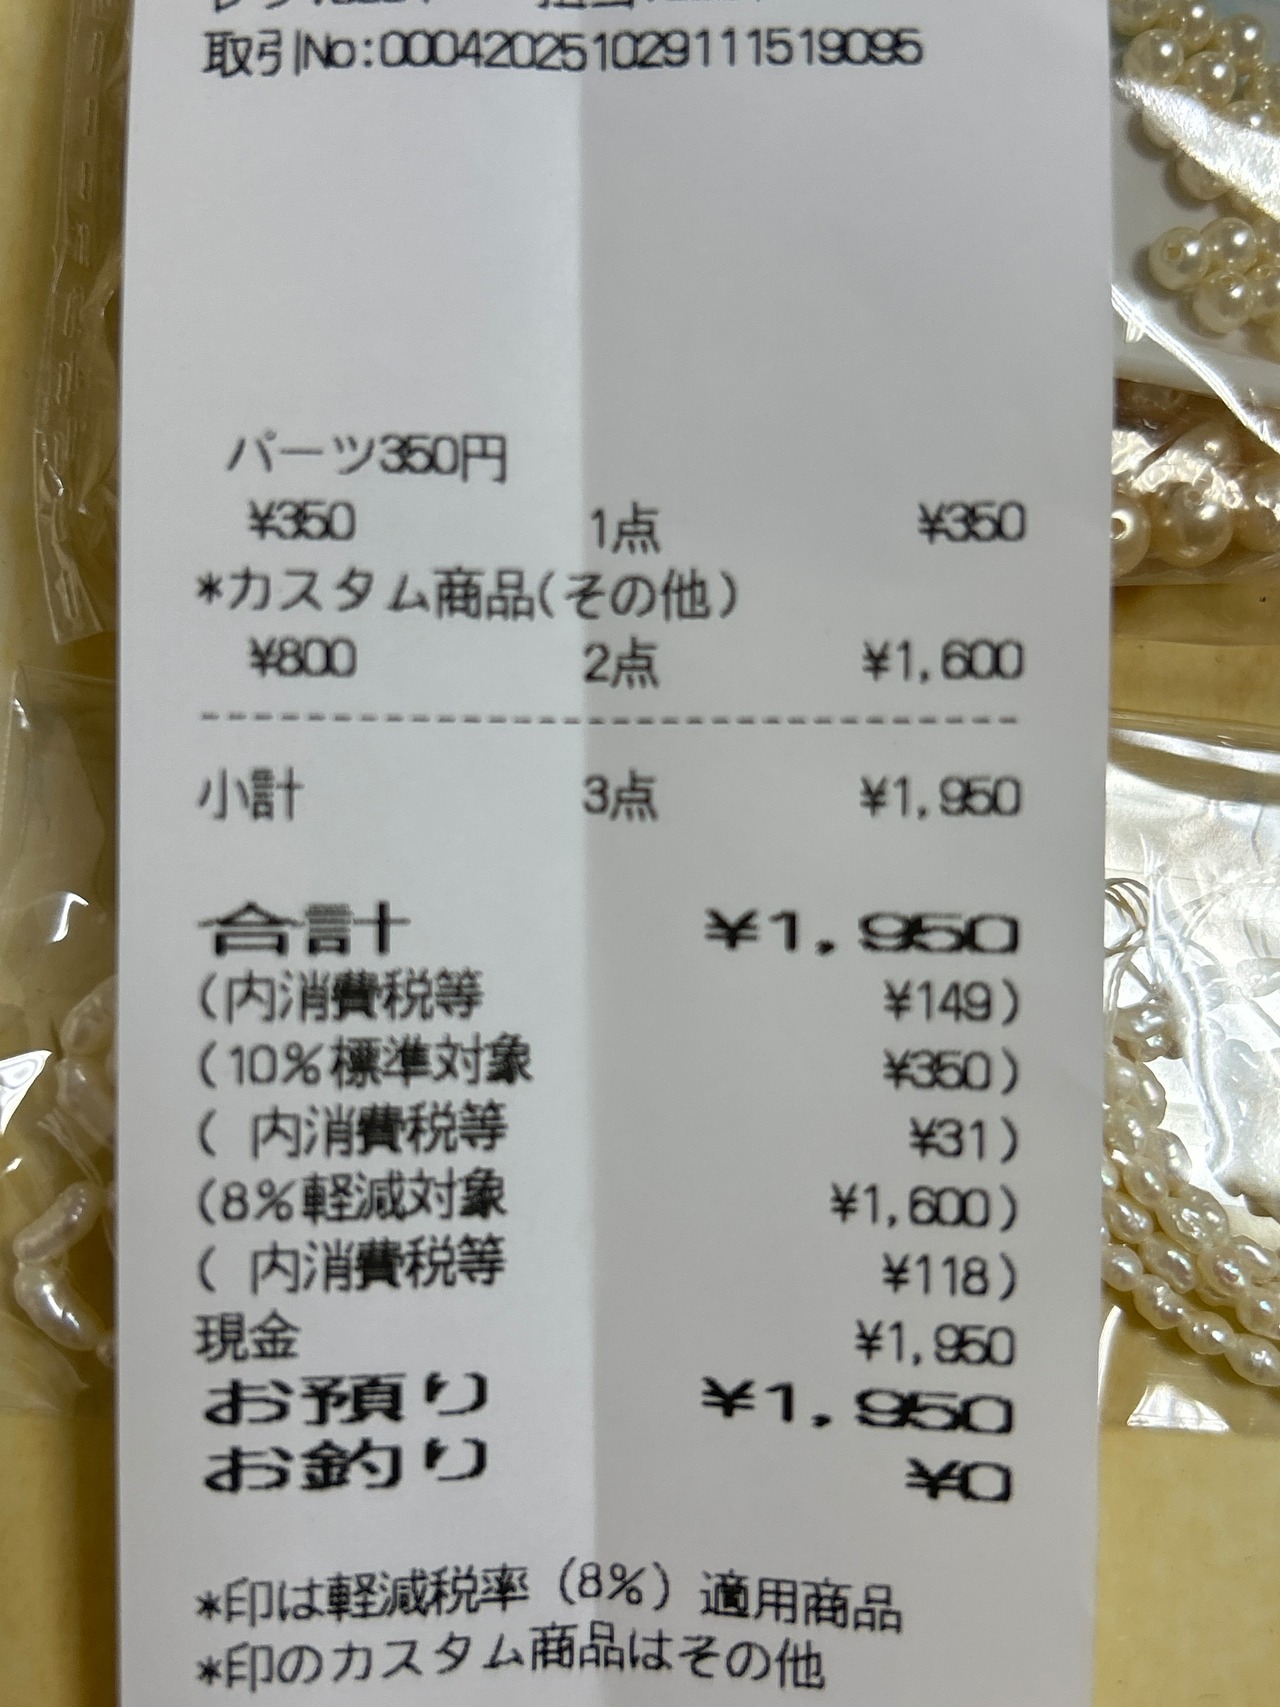 取引No:00042025102911​1519095
パーツ350円
¥350 1点 ¥350
*カスタム商品(その他)
¥800 2点 ¥1,600
--------------------------------
小計 3点 ¥1,950
合計 ¥1,950
(内消費税等 ¥149)
(10%標準対象 ¥350)
( 内消費税等 ¥31)
(8%軽減対象 ¥1,600)
( 内消費税等 ¥118)
現金 ¥1,950
お預り ¥1,950
お釣り ¥0
*印は軽減税率(8%)適用商品
*印のカスタム商品はその他